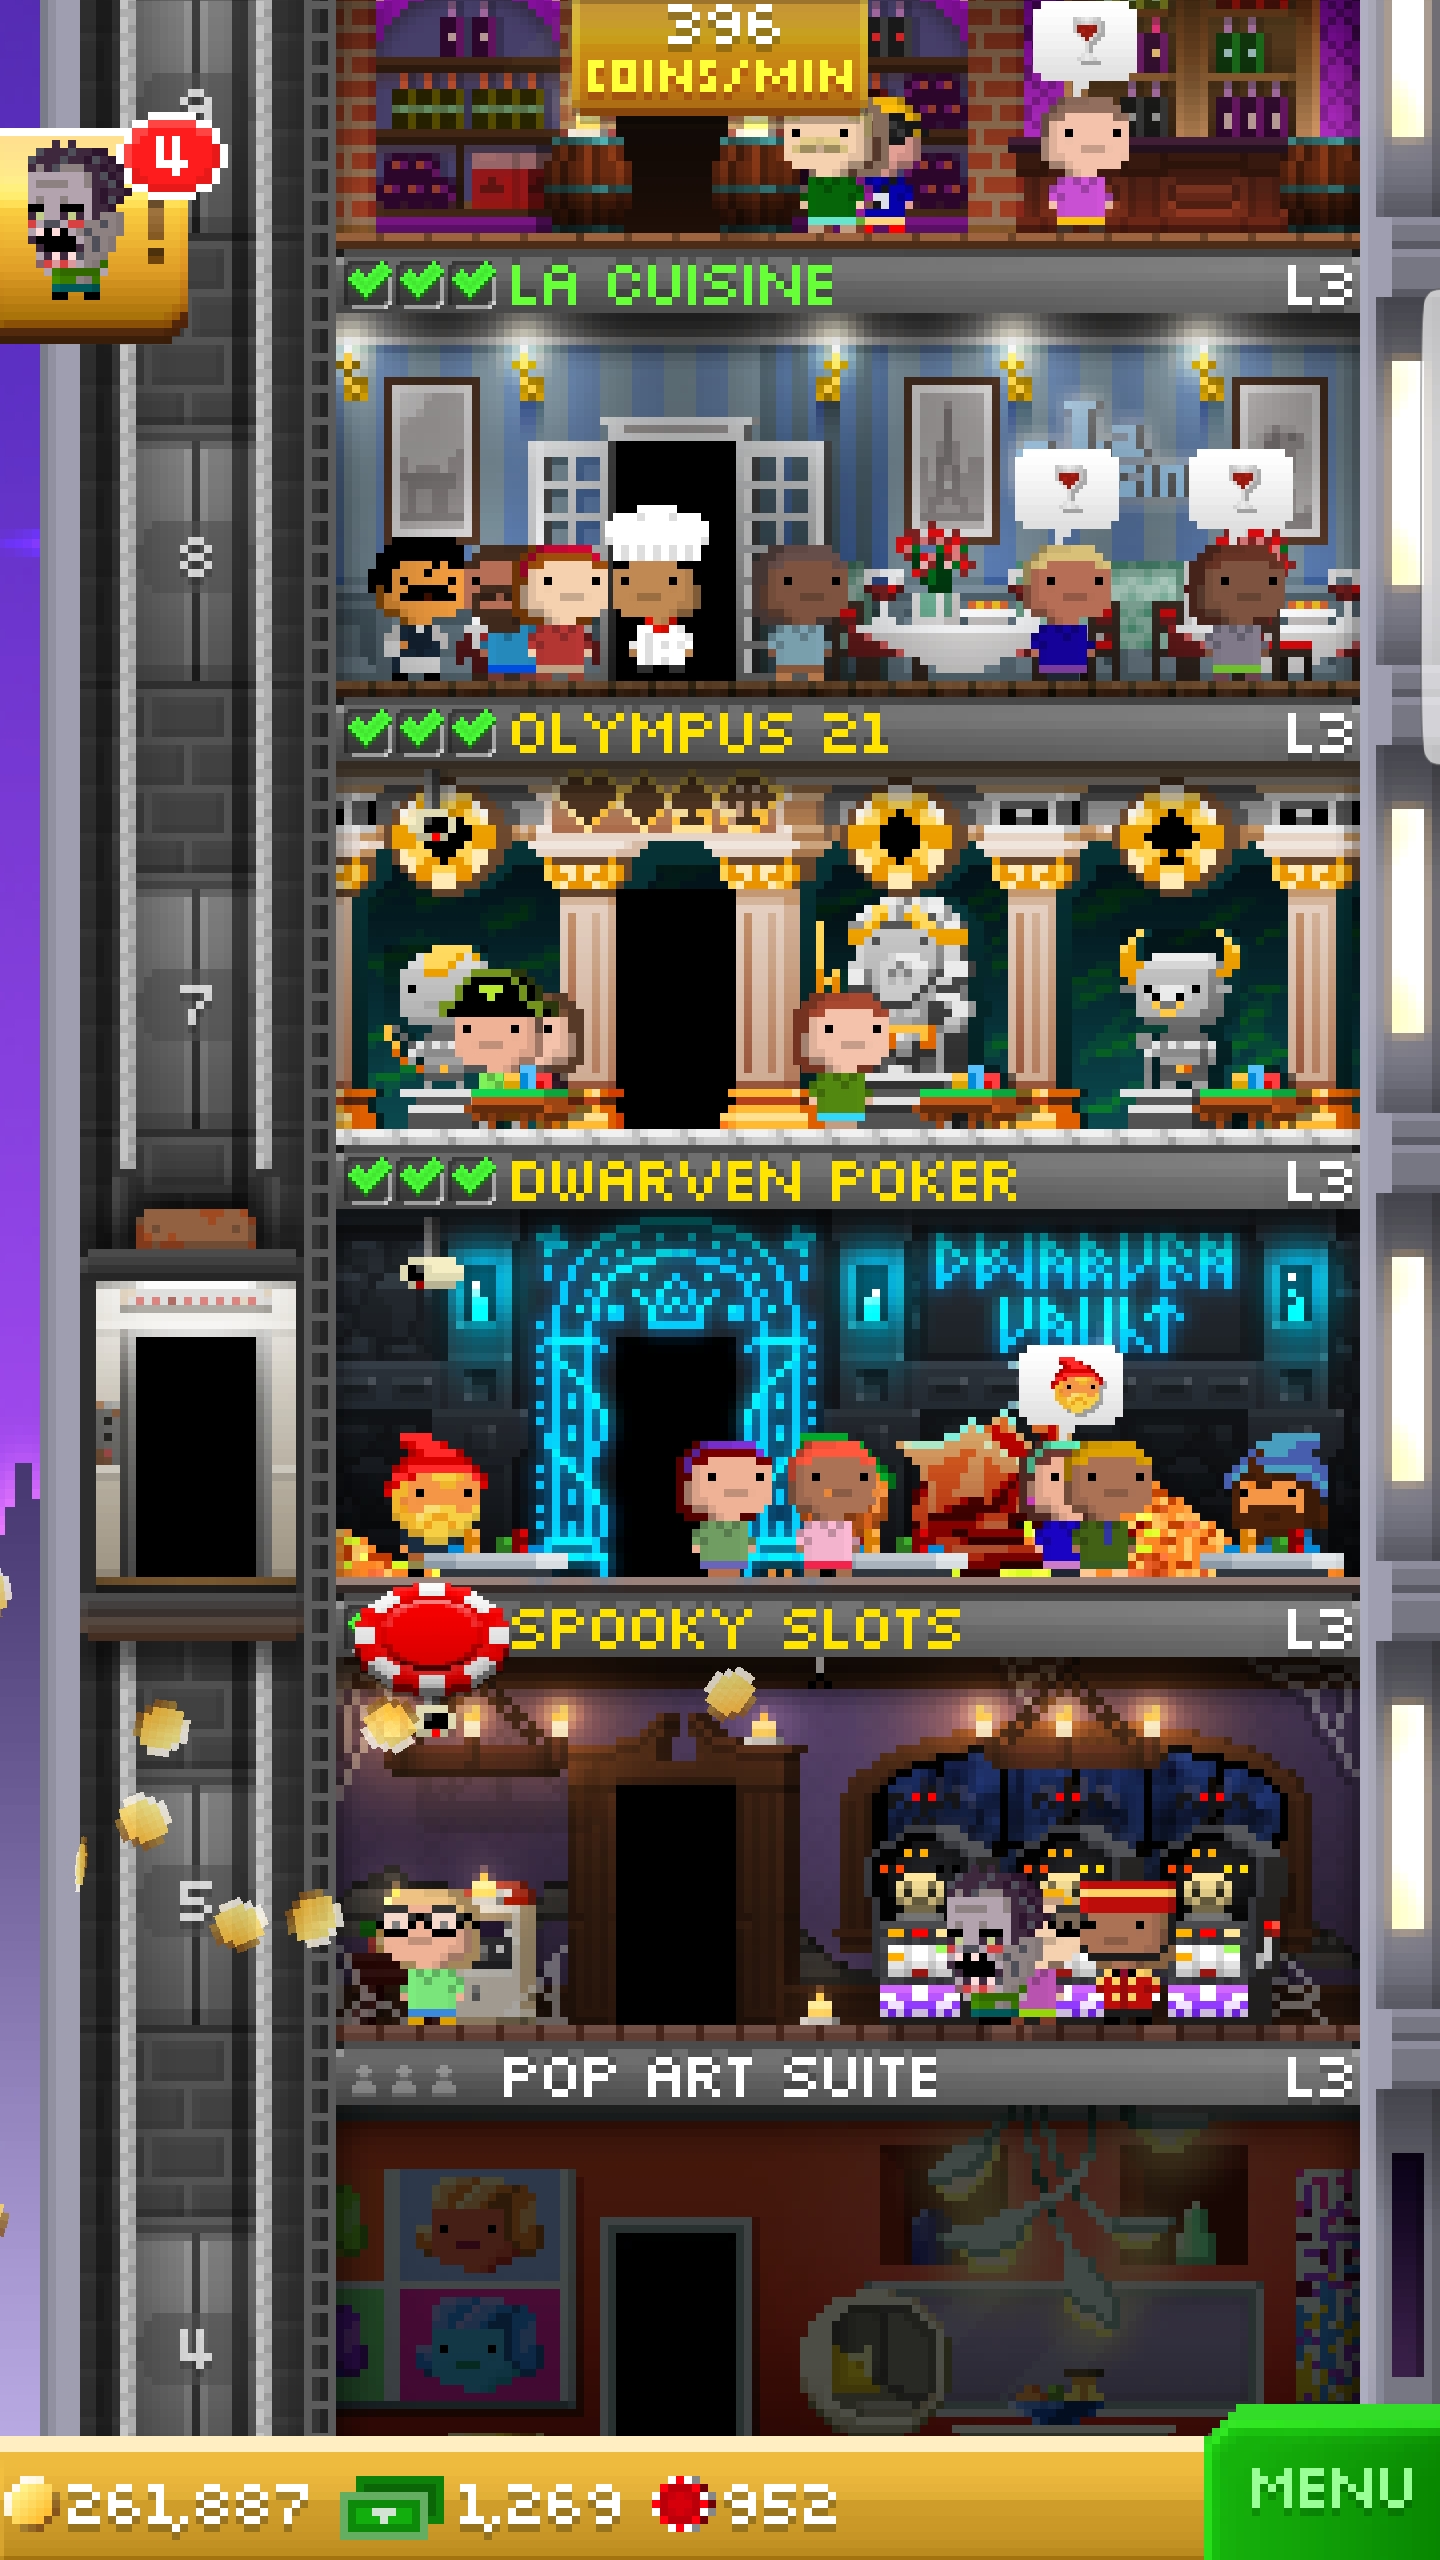 396
COINS/MIN
9
4
!
LA CUISINE L3
La
8
OLYMPUS 21 L3
7
DWARVEN POKER L3
DWARVEN
VAULT
SPOOKY SLOTS L3
5
POP ART SUITE L3
4
261,887 1,269 952
MENU